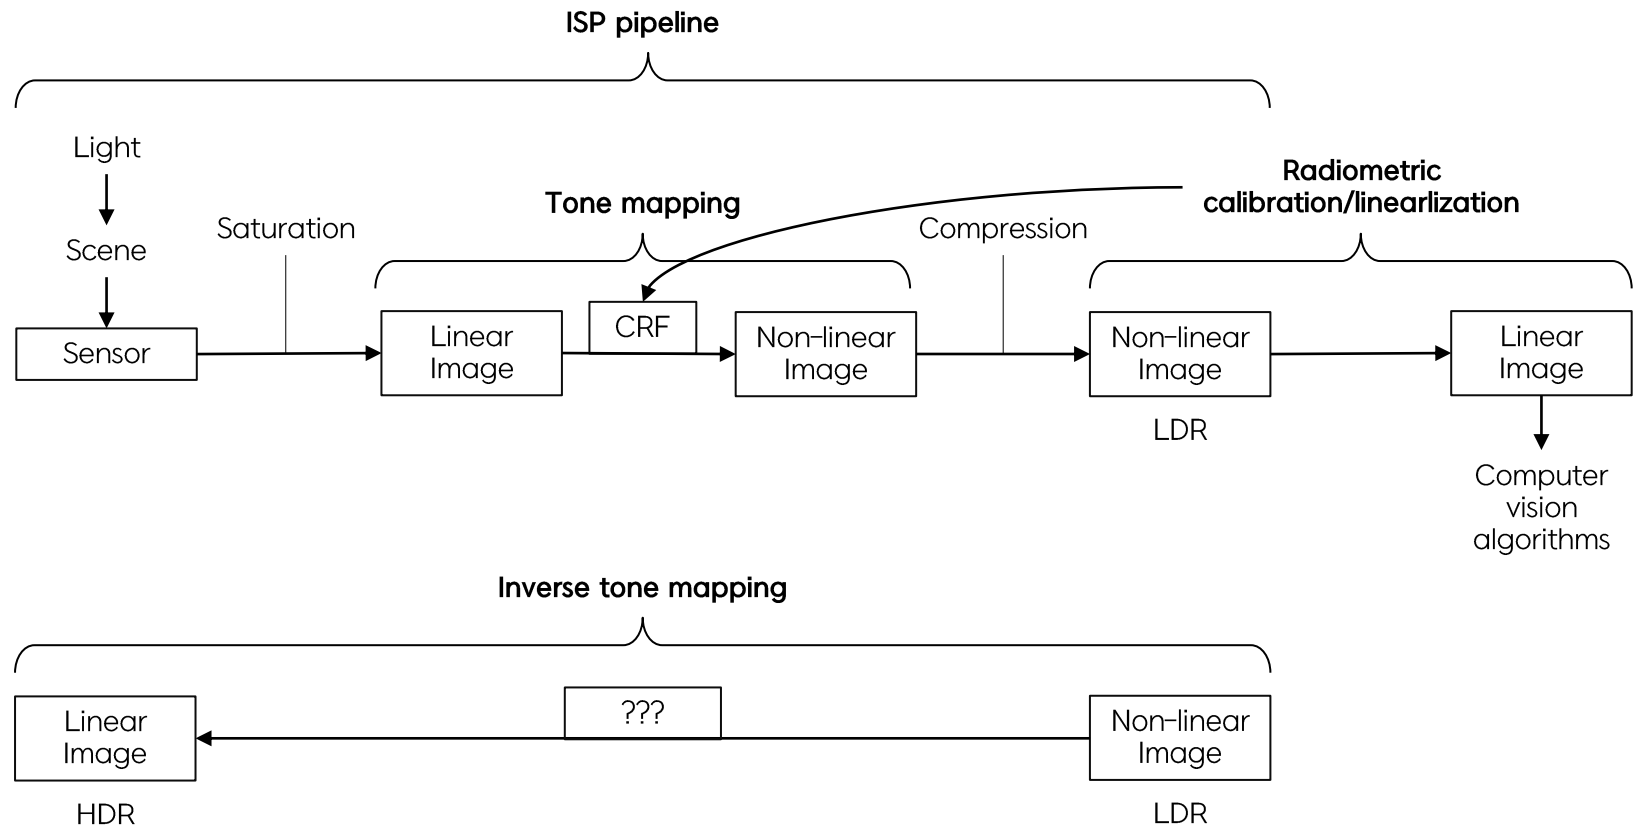 ISP pipeline
Light
Radiometric
calibration/linearlization
Tone mapping
Saturation
Compression
Scene
Sensor
Linear
Image
CRF
Non-linear
Image
Non-linear
Image
Linear
Image
LDR
Computer
vision
algorithms
Inverse tone mapping
Linear
Image
???
Non-linear
Image
HDR
LDR